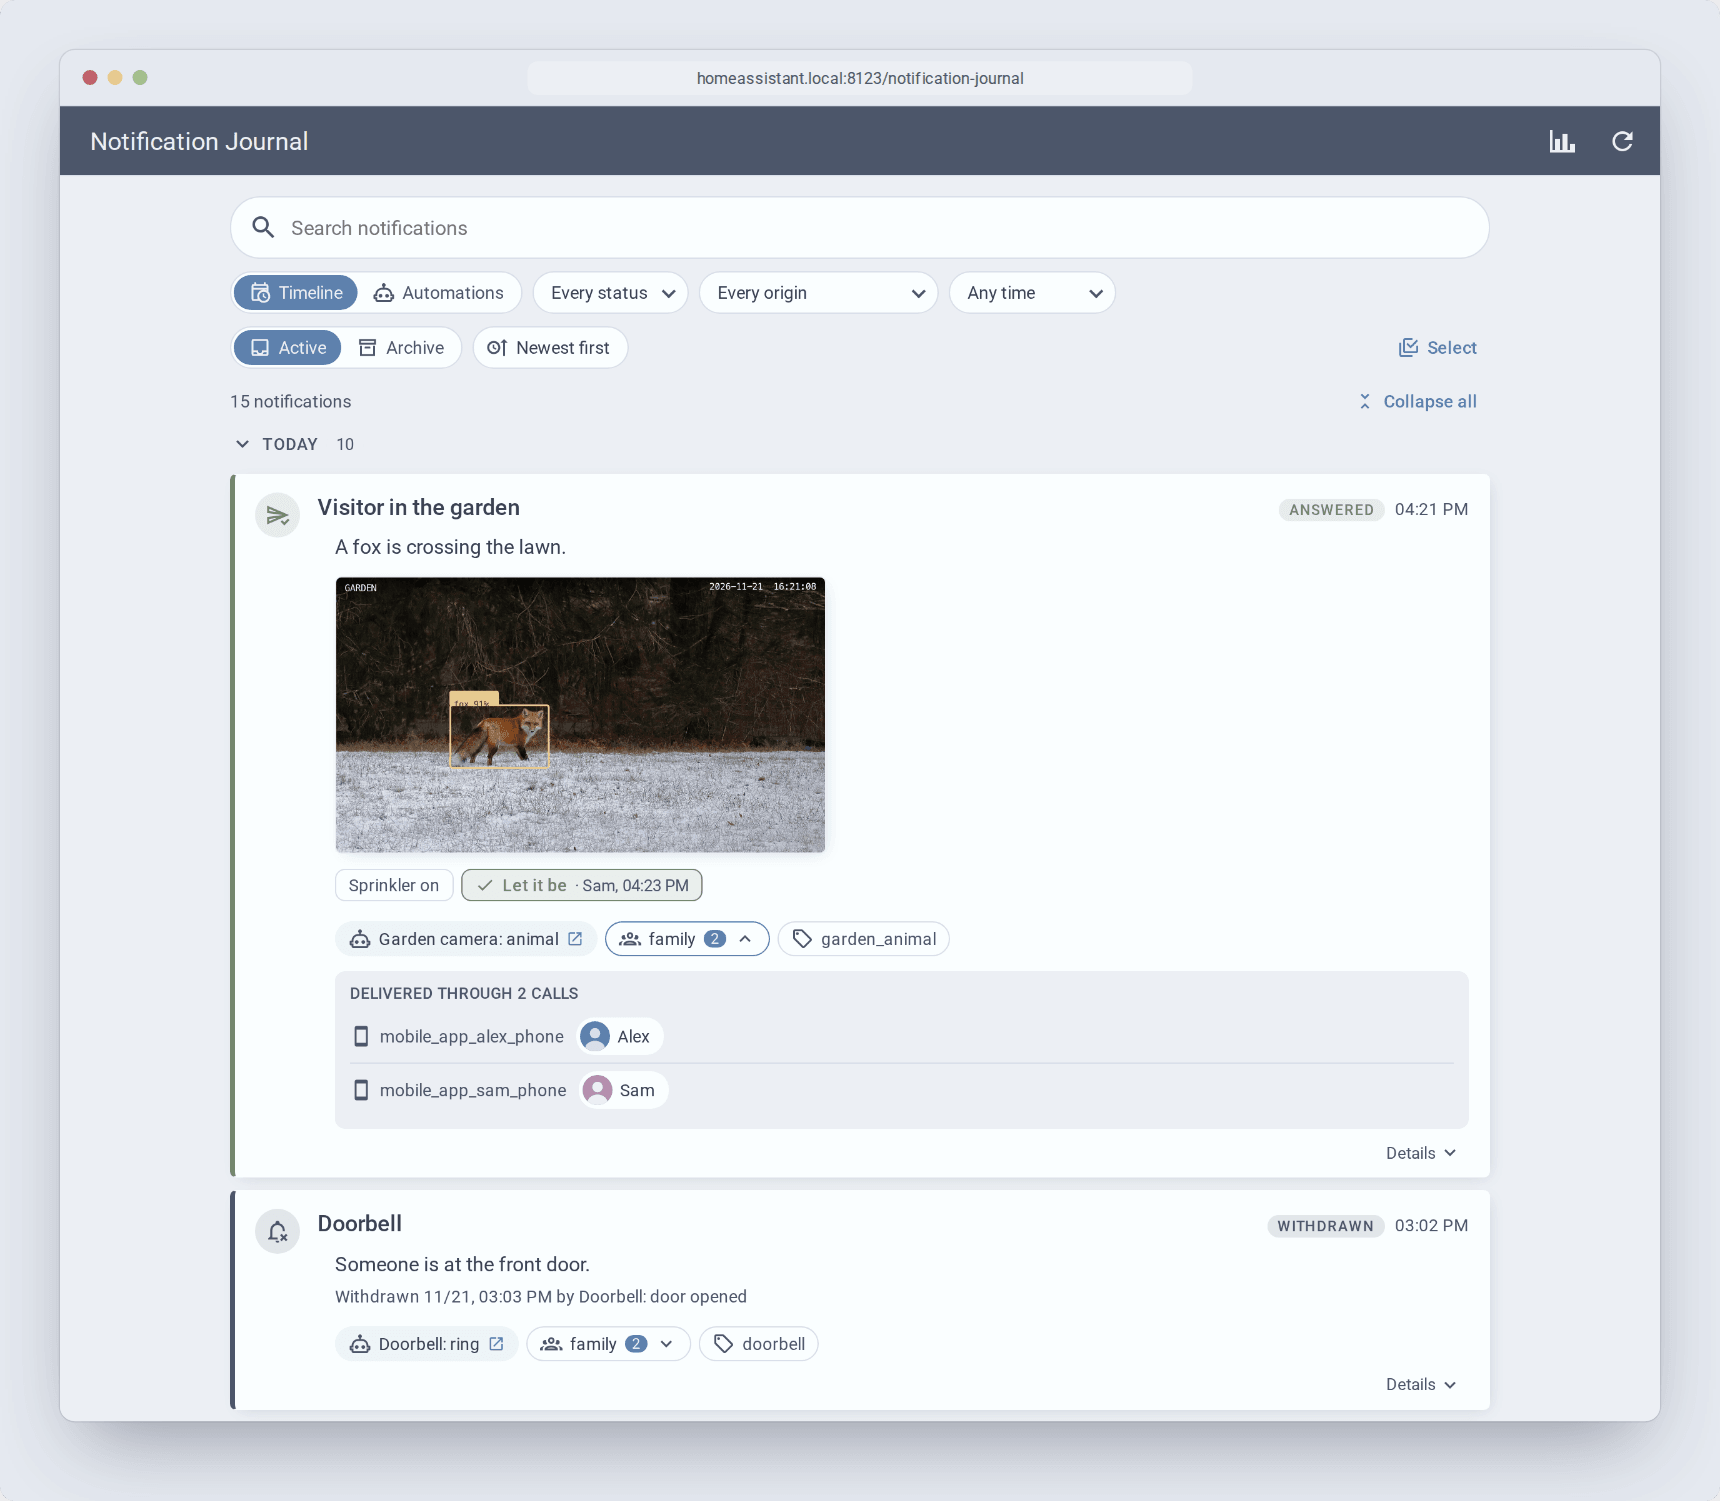 homeassistant.local:8123/notification-journal
Notification Journal
Search notifications
Timeline Automations Every status Every origin Any time
Active Archive Newest first Select
15 notifications Collapse all
TODAY 10
Visitor in the garden ANSWERED 04:21 PM
A fox is crossing the lawn.
GARDEN 2026-11-21 16:21:08
fox 91%
Sprinkler on Let it be · Sam, 04:23 PM
Garden camera: animal family 2 garden_animal
DELIVERED THROUGH 2 CALLS
mobile_app_alex_phone Alex
mobile_app_sam_phone Sam
Details
Doorbell WITHDRAWN 03:02 PM
Someone is at the front door.
Withdrawn 11/21, 03:03 PM by Doorbell: door opened
Doorbell: ring family 2 doorbell
Details